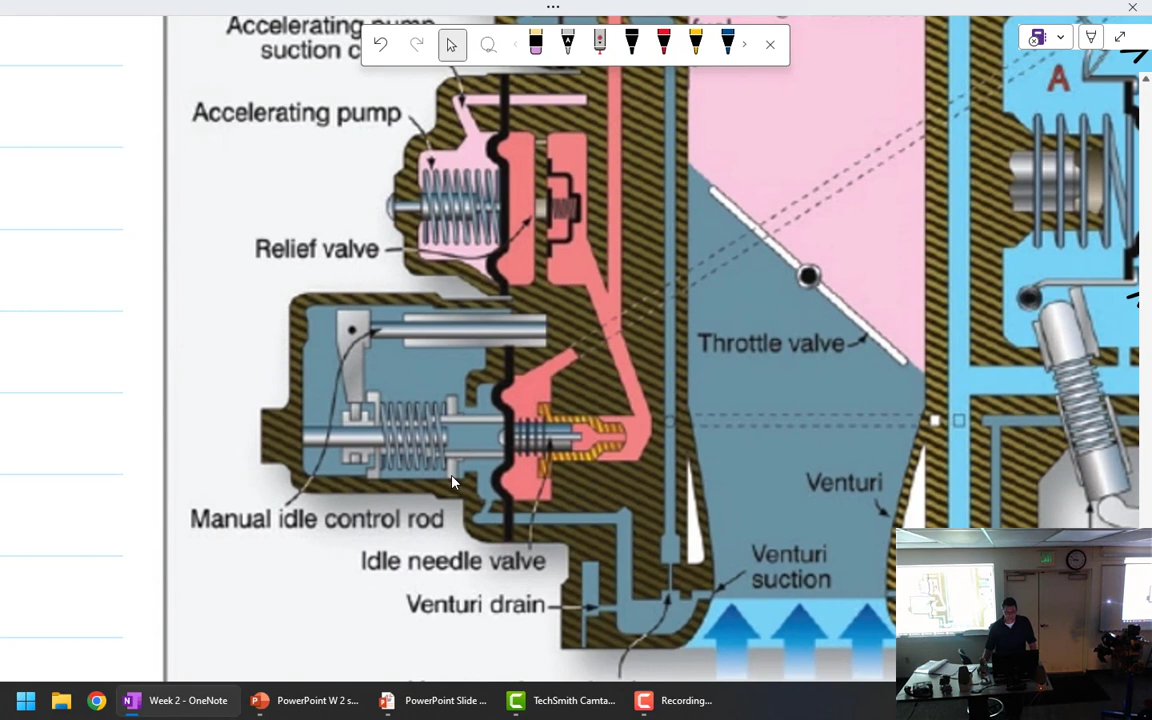 Accelerating pump
suction c
fuel
A
Accelerating pump
Relief valve
Throttle valve
Venturi
Manual idle control rod
Idle needle valve
Venturi
suction
Venturi drain
Week 2 - OneNote
PowerPoint W 2 s...
PowerPoint Slide ...
TechSmith Camta...
Recording...